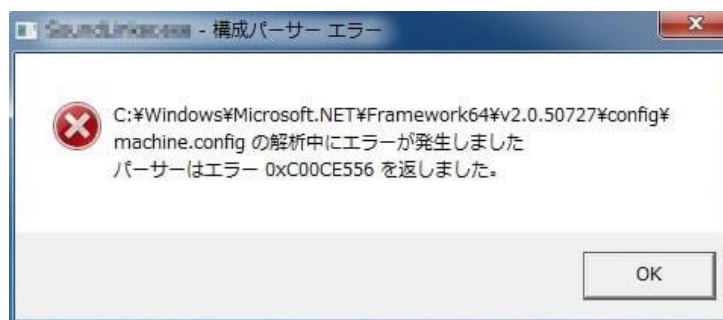 - 構成パーサー エラー
C:¥Windows¥Microsoft.NET¥Framework64¥v2.0.50727¥config¥
machine.config の解析中にエラーが発生しました
パーサーはエラー 0xC00CE556 を返しました。
OK